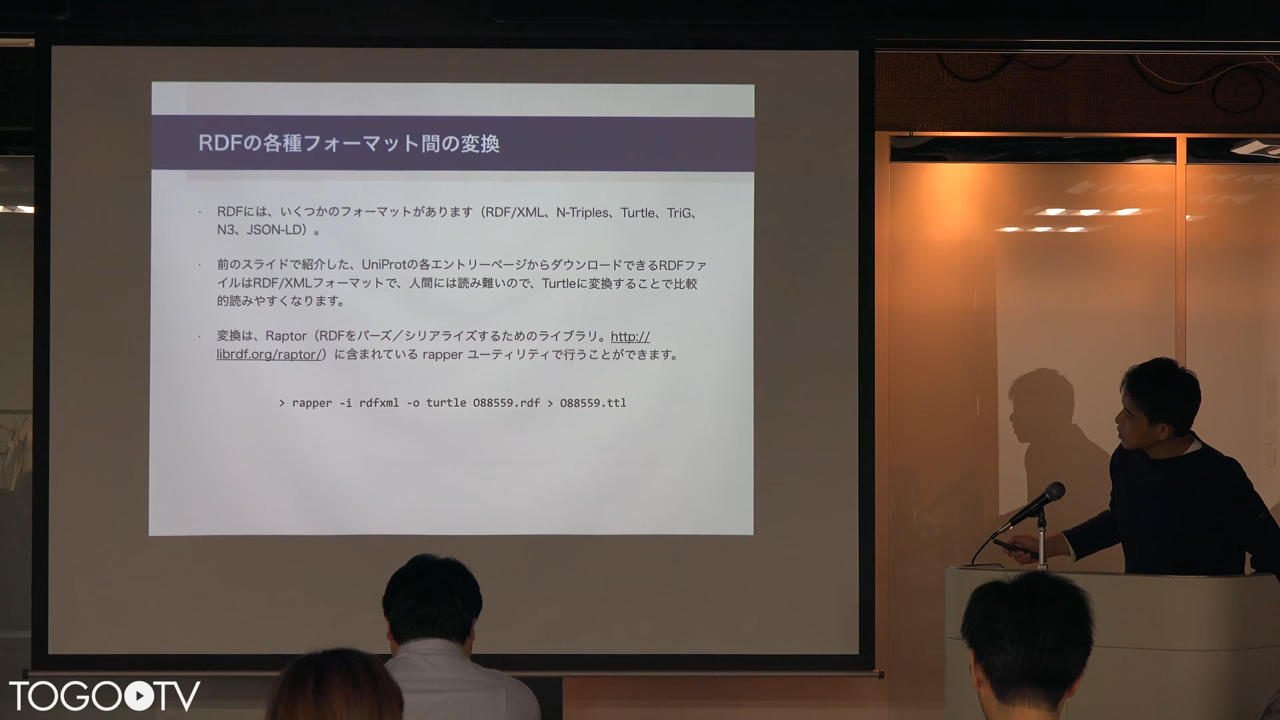 RDFの各種フォーマット間の変換
· RDFには、いくつかのフォーマットがあります（RDF/XML、N-Triples、Turtle、TriG、
N3、JSON-LD）。
· 前のスライドで紹介した、UniProtの各エントリーページからダウンロードできるRDFファ
イルはRDF/XMLフォーマットで、人間には読み難いので、Turtleに変換することで比較
的読みやすくなります。
· 変換は、Raptor（RDFをパーズ／シリアライズするためのライブラリ。http://
librdf.org/raptor/）に含まれている rapper ユーティリティで行うことができます。
> rapper -i rdfxml -o turtle O88559.rdf > O88559.ttl
TOGOTV